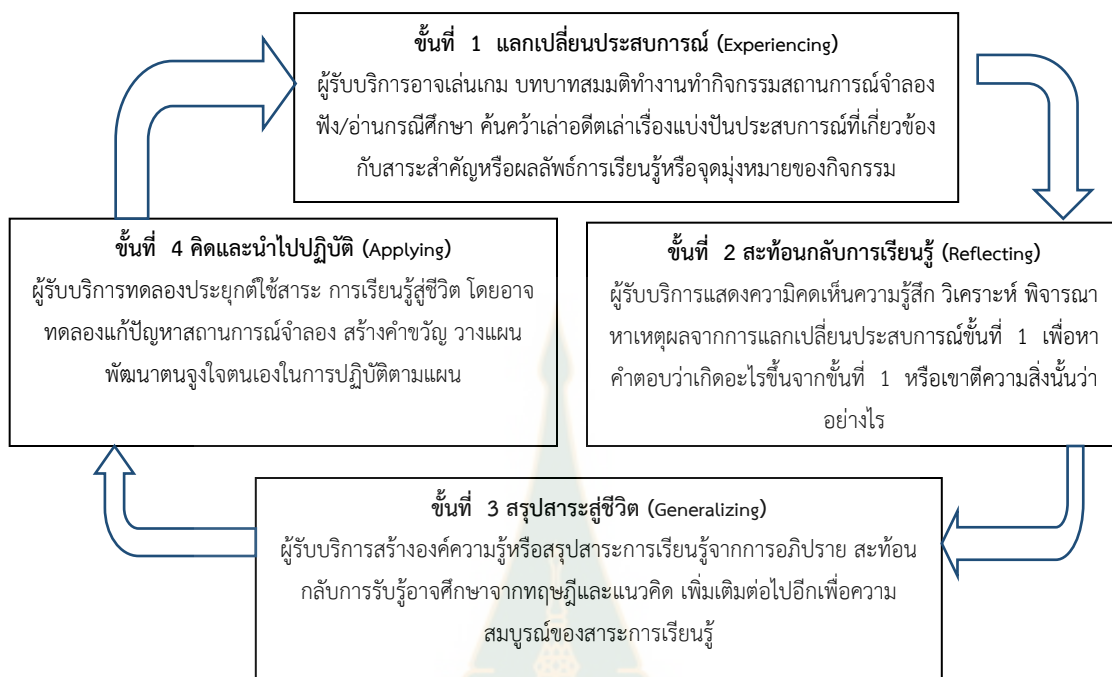 ขั้นที่ 1 แลกเปลี่ยนประสบการณ์ (Experiencing)
ผู้รับบริการอาจเล่นเกม บทบาทสมมติทำงานทำกิจกรรมสถานการณ์จำลอง
ฟัง/อ่านกรณีศึกษา ค้นคว้าเล่าอดีตเล่าเรื่องแบ่งปันประสบการณ์ที่เกี่ยวข้อง
กับสาระสำคัญหรือผลลัพธ์การเรียนรู้หรือจุดมุ่งหมายของกิจกรรม
ขั้นที่ 2 สะท้อนกลับการเรียนรู้ (Reflecting)
ผู้รับบริการแสดงความิคดเห็นความรู้สึก วิเคราะห์ พิจารณา
หาเหตุผลจากการแลกเปลี่ยนประสบการณ์ขั้นที่ 1 เพื่อหา
คำตอบว่าเกิดอะไรขึ้นจากขั้นที่ 1 หรือเขาตีความสิ่งนั้นว่า
อย่างไร
ขั้นที่ 3 สรุปสาระสู่ชีวิต (Generalizing)
ผู้รับบริการสร้างองค์ความรู้หรือสรุปสาระการเรียนรู้จากการอภิปราย สะท้อน
กลับการรับรู้อาจศึกษาจากทฤษฎีและแนวคิด เพิ่มเติมต่อไปอีกเพื่อความ
สมบูรณ์ของสาระการเรียนรู้
ขั้นที่ 4 คิดและนำไปปฏิบัติ (Applying)
ผู้รับบริการทดลองประยุกต์ใช้สาระ การเรียนรู้สู่ชีวิต โดยอาจ
ทดลองแก้ปัญหาสถานการณ์จำลอง สร้างคำขวัญ วางแผน
พัฒนาตนจูงใจตนเองในการปฏิบัติตามแผน